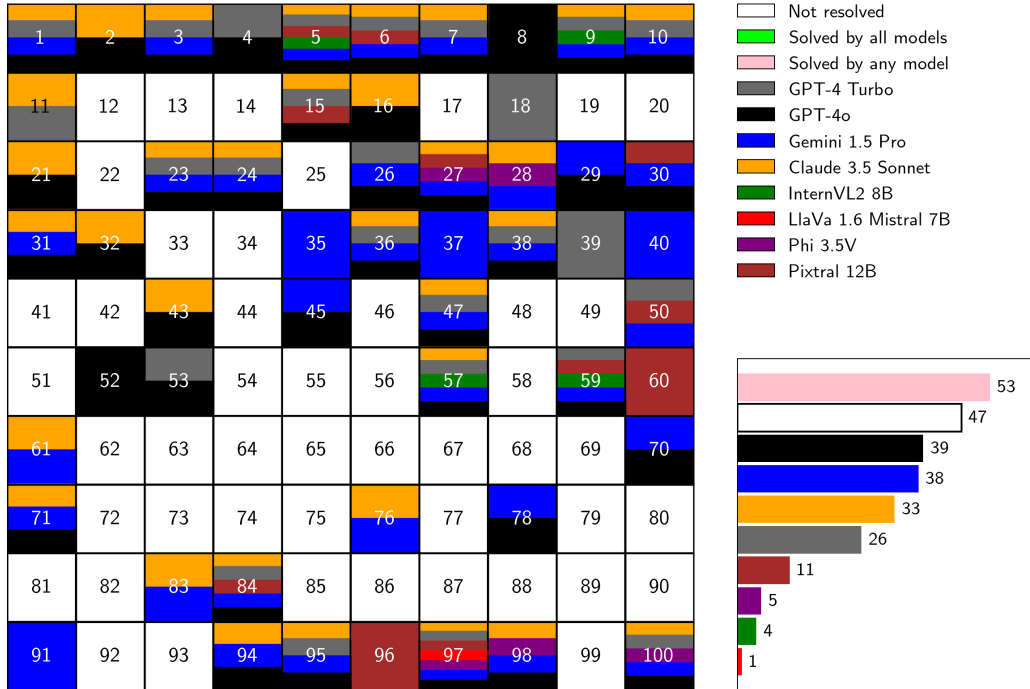 1 2 3 4 5 6 7 8 9 10
11 12 13 14 15 16 17 18 19 20
21 22 23 24 25 26 27 28 29 30
31 32 33 34 35 36 37 38 39 40
41 42 43 44 45 46 47 48 49 50
51 52 53 54 55 56 57 58 59 60
61 62 63 64 65 66 67 68 69 70
71 72 73 74 75 76 77 78 79 80
81 82 83 84 85 86 87 88 89 90
91 92 93 94 95 96 97 98 99 100
Not resolved
Solved by all models
Solved by any model
GPT-4 Turbo
GPT-4o
Gemini 1.5 Pro
Claude 3.5 Sonnet
InternVL2 8B
LlaVa 1.6 Mistral 7B
Phi 3.5V
Pixtral 12B
53
47
39
38
33
26
11
5
4
1